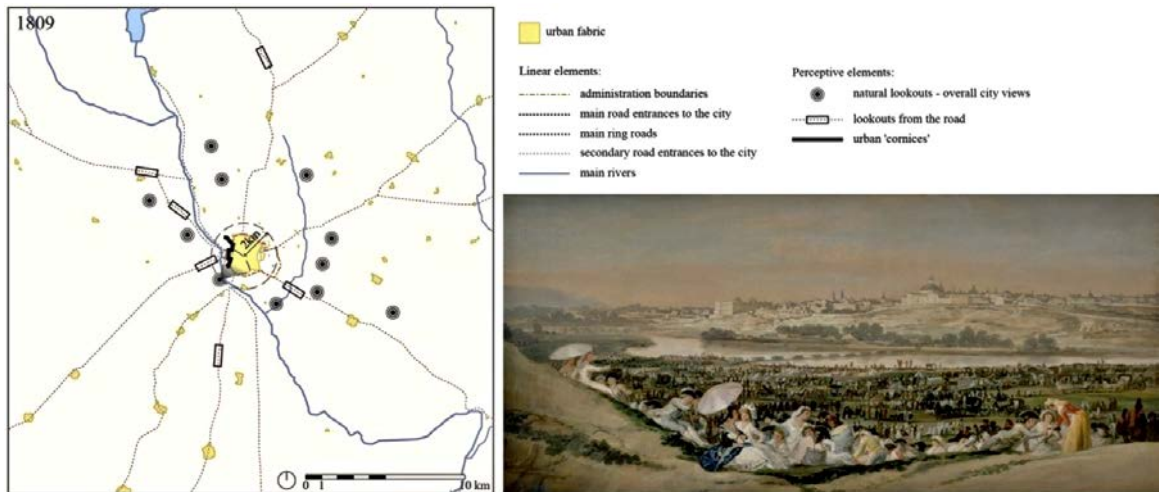 1809
2km
0 1 10 km
urban fabric
Linear elements:
administration boundaries
main road entrances to the city
main ring roads
secondary road entrances to the city
main rivers
Perceptive elements:
natural lookouts - overall city views
lookouts from the road
urban 'cornices'